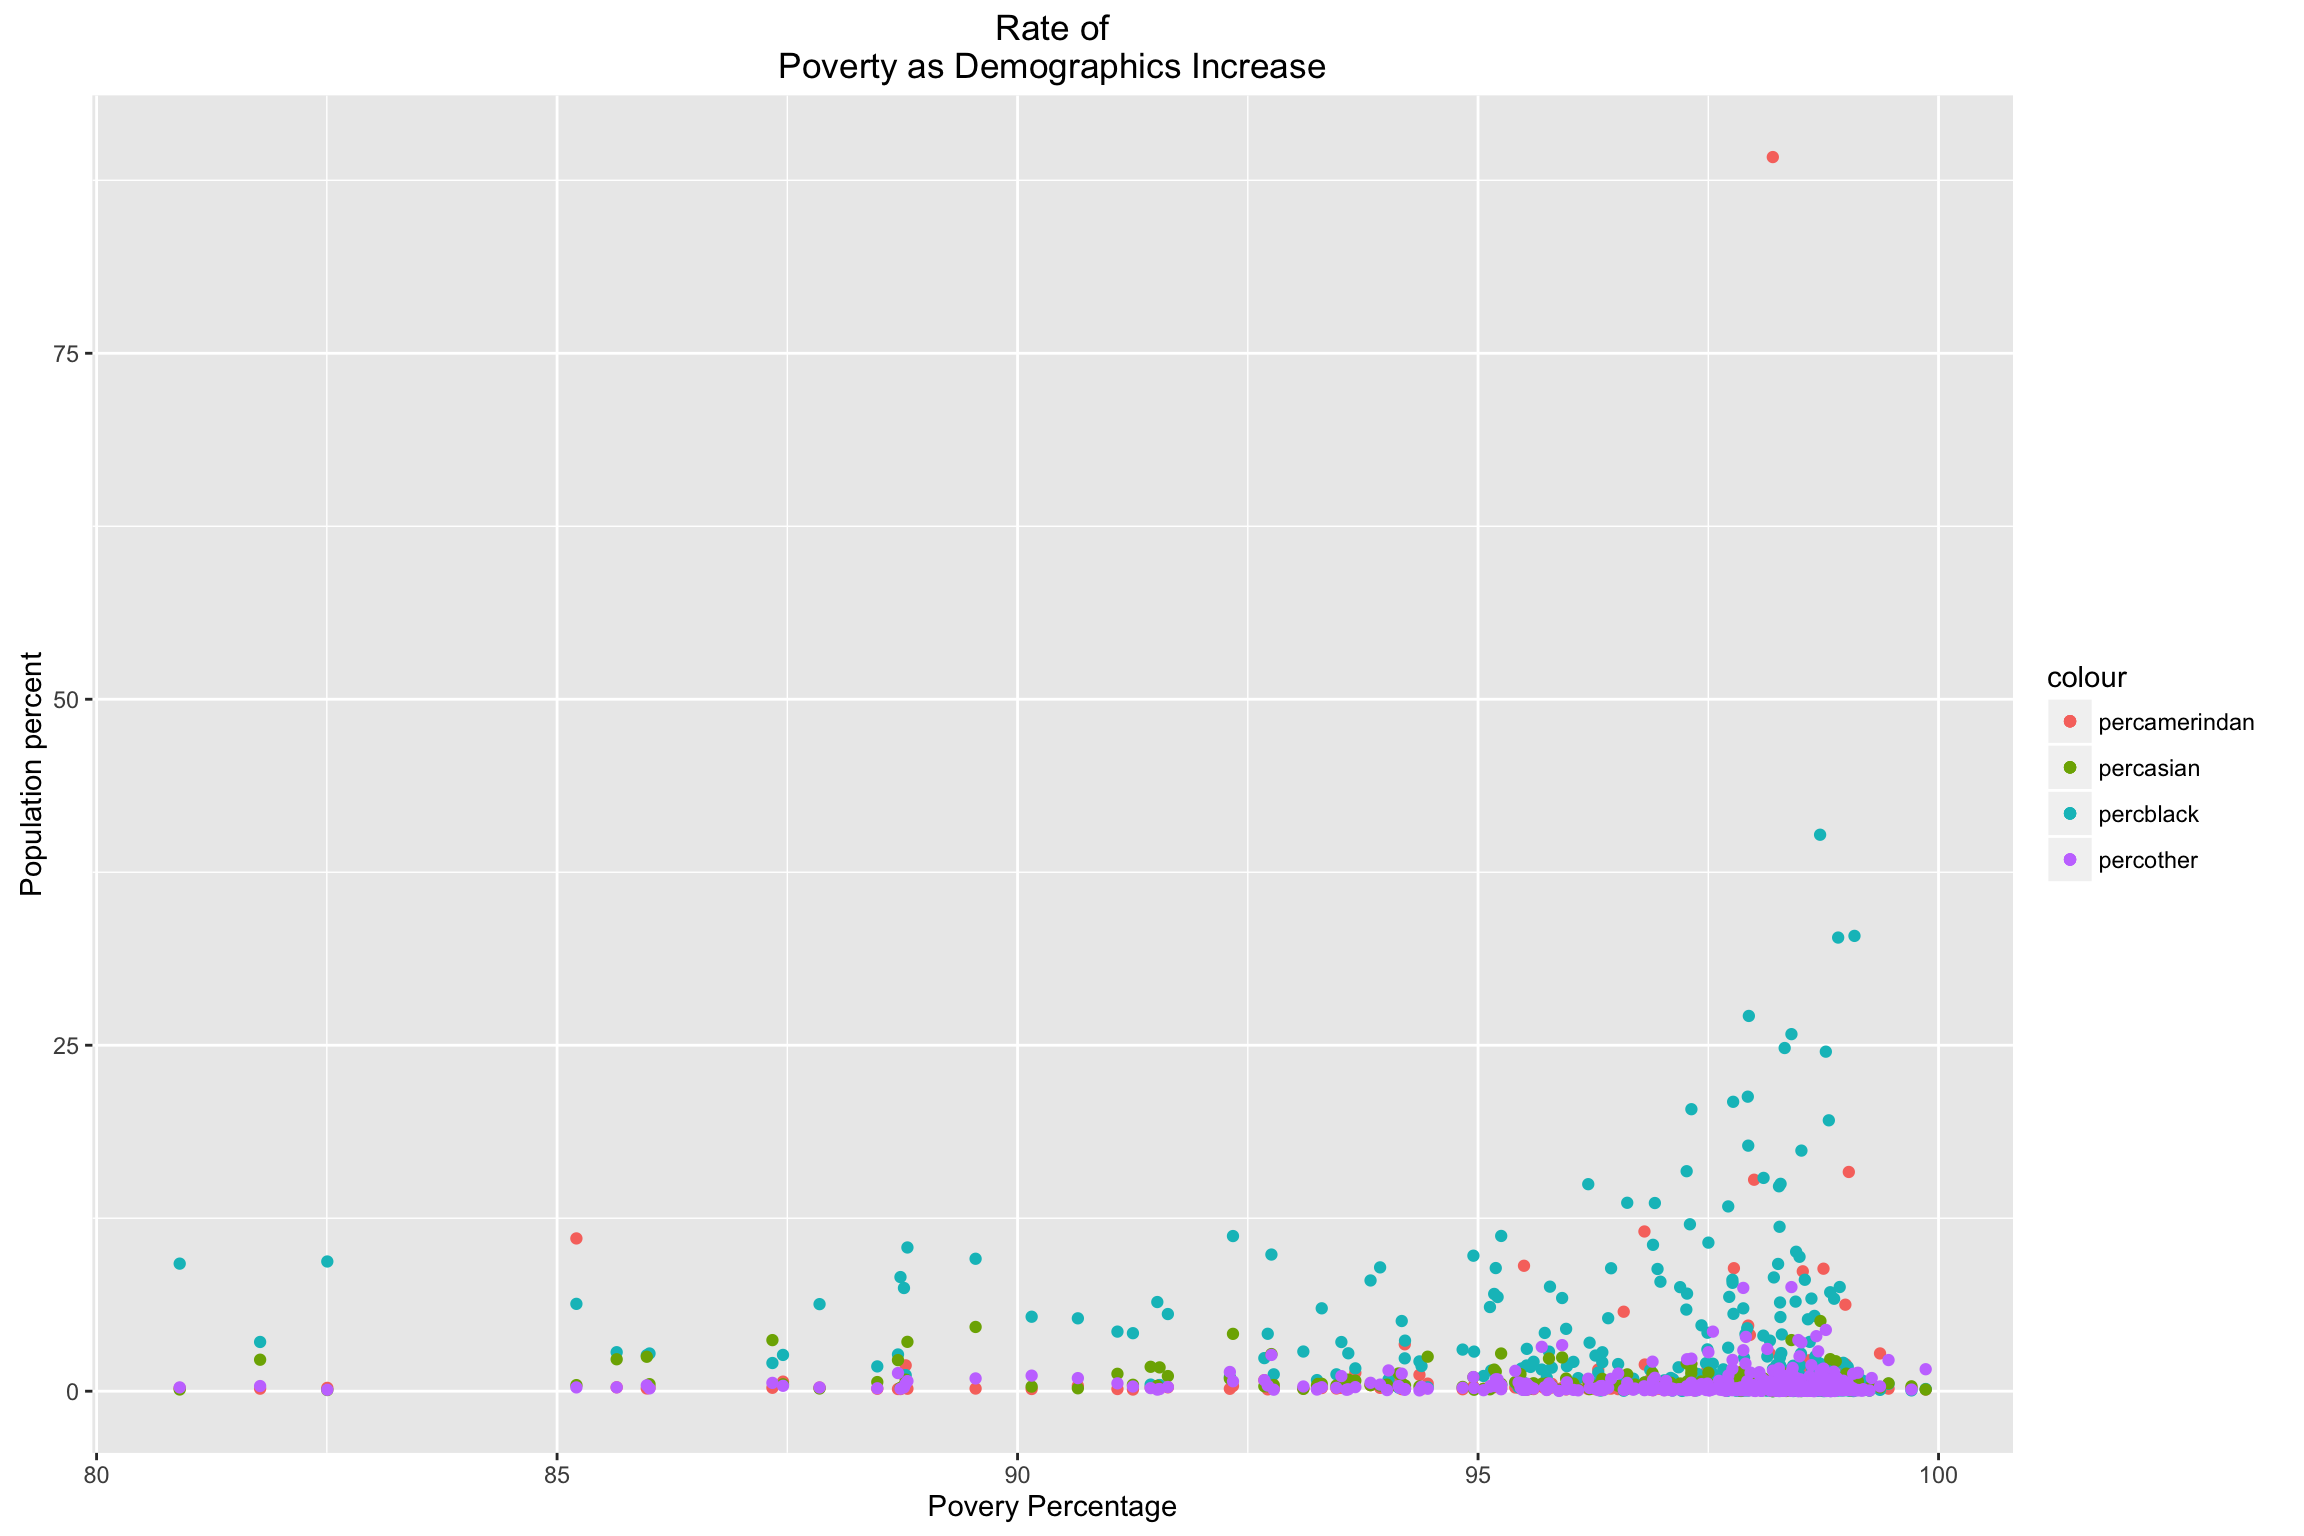 Rate of
Poverty as Demographics Increase
Population percent
75
50
25
0
80
85
90
95
100
Povery Percentage
colour
percamerindan
percasian
percblack
percother